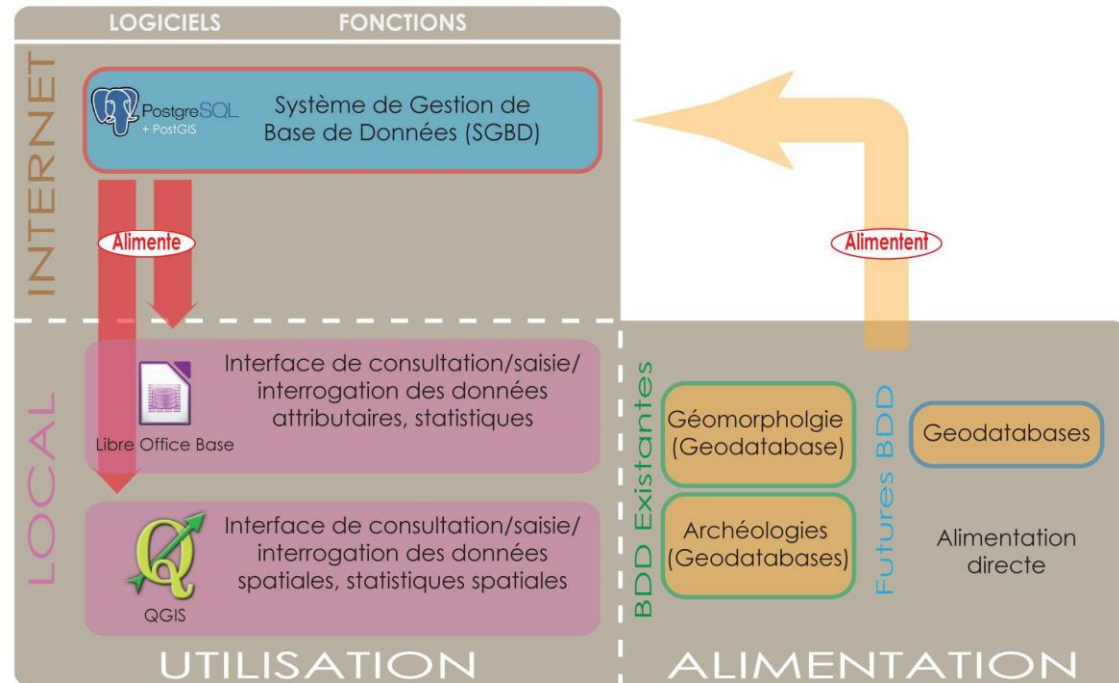 LOGICIELS FONCTIONS
INTERNET
PostgreSQL
+ PostGIS
Système de Gestion de
Base de Données (SGBD)
Alimente
Alimentent
LOCAL
Libre Office Base
Interface de consultation/saisie/
interrogation des données
attributaires, statistiques
QGIS
Interface de consultation/saisie/
interrogation des données
spatiales, statistiques spatiales
UTILISATION
BDD Existantes
Géomorpholgie
(Geodatabase)
Archéologies
(Geodatabases)
Futures BDD
Geodatabases
Alimentation
directe
ALIMENTATION